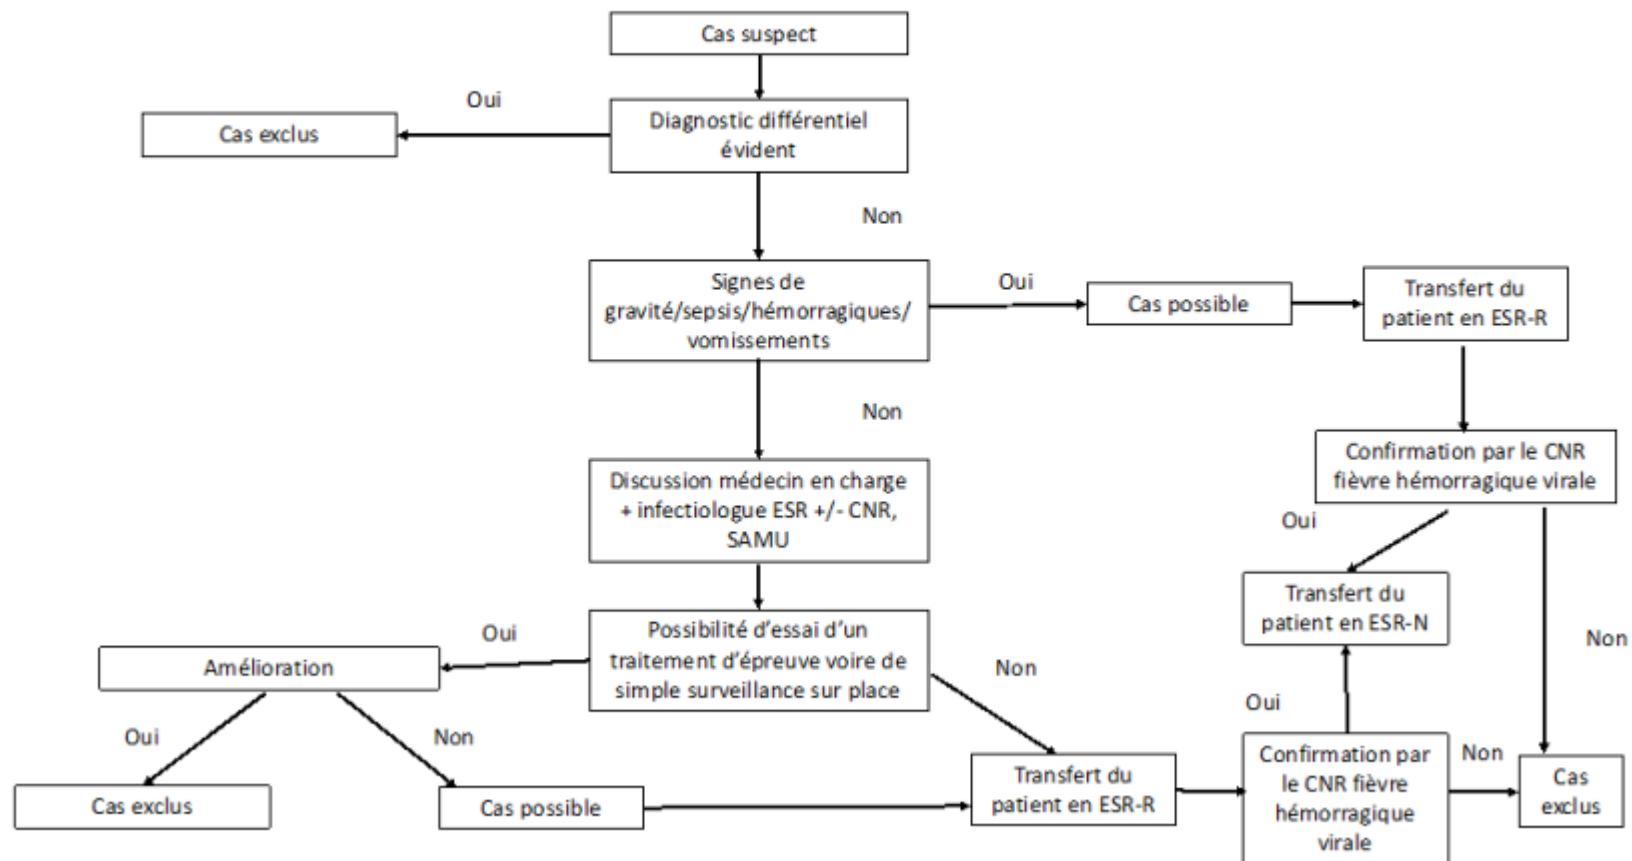 Cas suspect
Oui
Cas exclus
Diagnostic différentiel
évident
Non
Signes de
gravité/sepsis/hémorragiques/
vomissements
Oui
Cas possible
Transfert du
patient en ESR-R
Non
Confirmation par le CNR
fièvre hémorragique virale
Discussion médecin en charge
+ infectiologue ESR +/- CNR,
SAMU
Oui
Transfert du
patient en ESR-N
Non
Possibilité d'essai d'un
traitement d'épreuve voire de
simple surveillance sur place
Oui
Amélioration
Non
Oui
Oui
Non
Confirmation par
le CNR fièvre
hémorragique
virale
Non
Transfert du
patient en ESR-R
Cas
exclus
Cas exclus
Cas possible